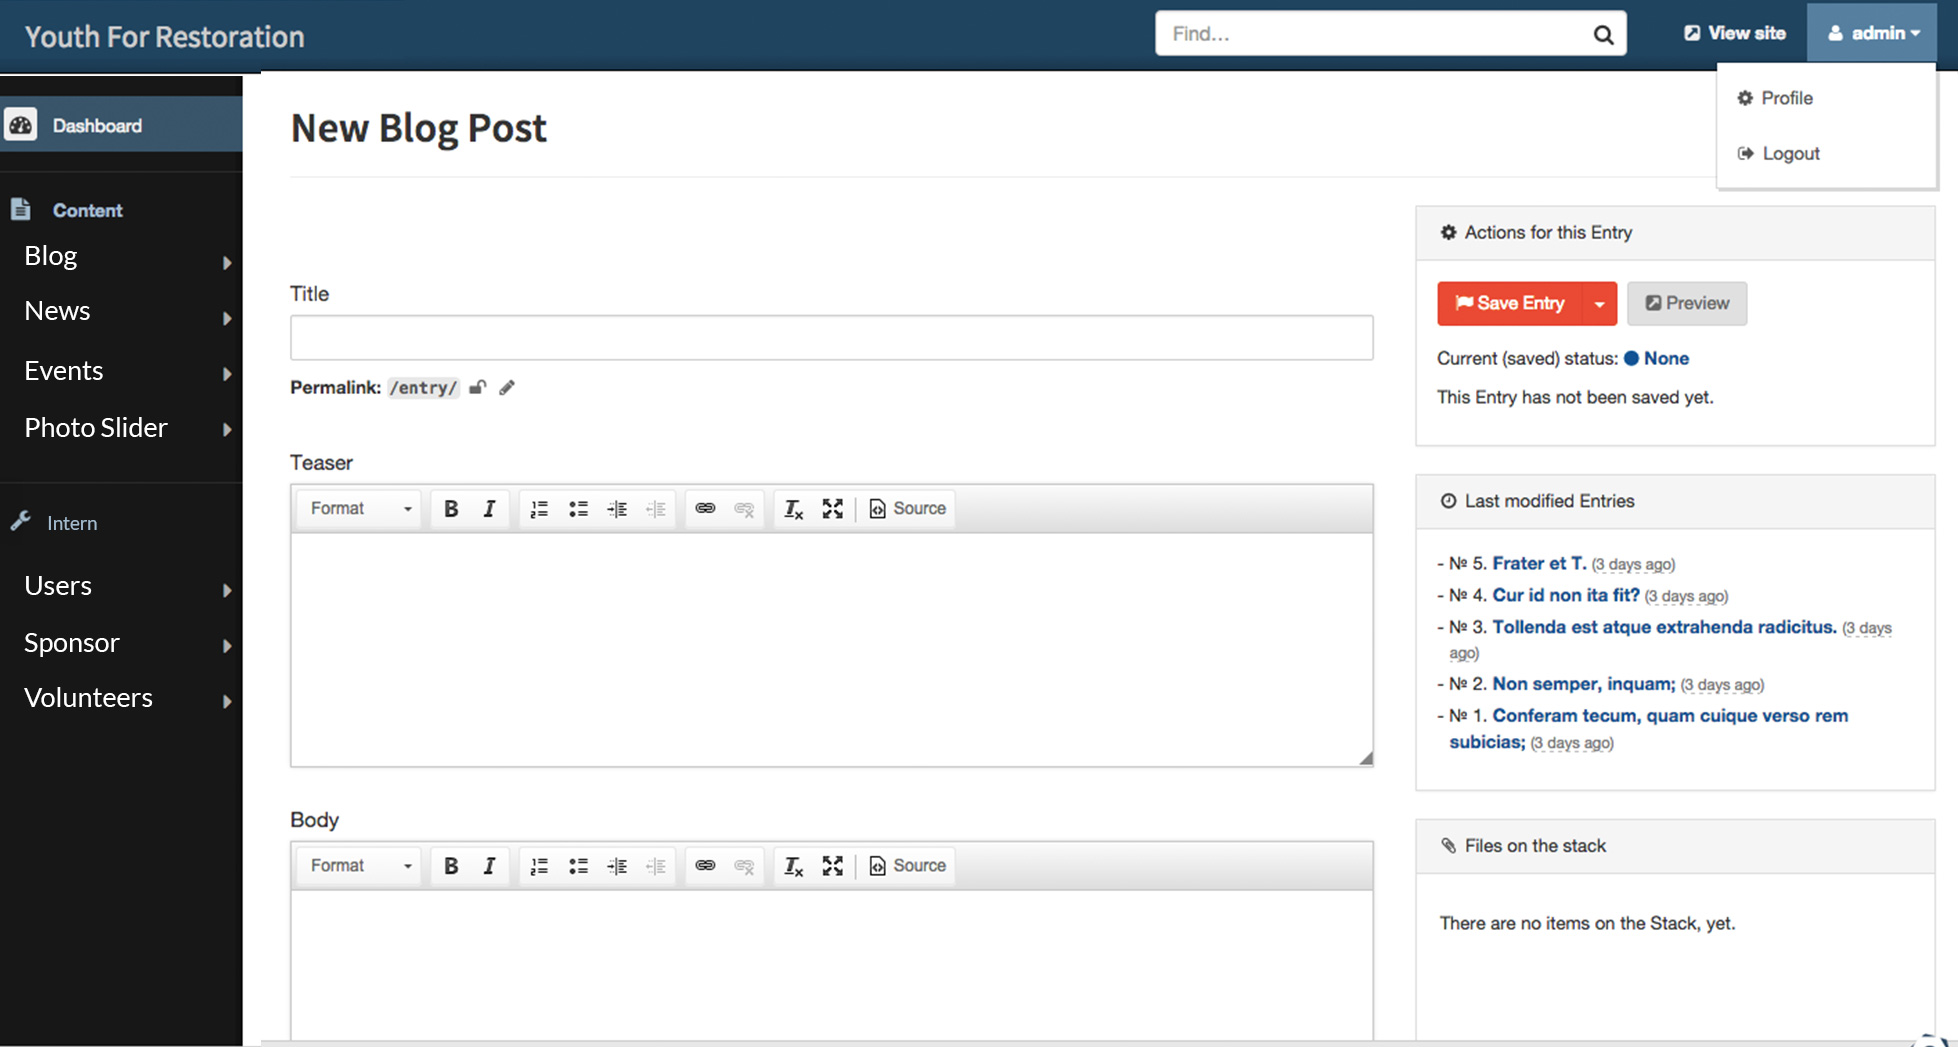 Youth For Restoration
Find...
View site
admin
Profile
Logout
Dashboard
Content
Blog
News
Events
Photo Slider
Intern
Users
Sponsor
Volunteers
New Blog Post
Title
Permalink: /entry/
Teaser
Format B I Source
Body
Format B I Source
Actions for this Entry
Save Entry
Preview
Current (saved) status: None
This Entry has not been saved yet.
Last modified Entries
- № 5. Frater et T. (3 days ago)
- № 4. Cur id non ita fit? (3 days ago)
- № 3. Tollenda est atque extrahenda radicitus. (3 days
ago)
- № 2. Non semper, inquam; (3 days ago)
- № 1. Conferam tecum, quam cuique verso rem
subicias; (3 days ago)
Files on the stack
There are no items on the Stack, yet.